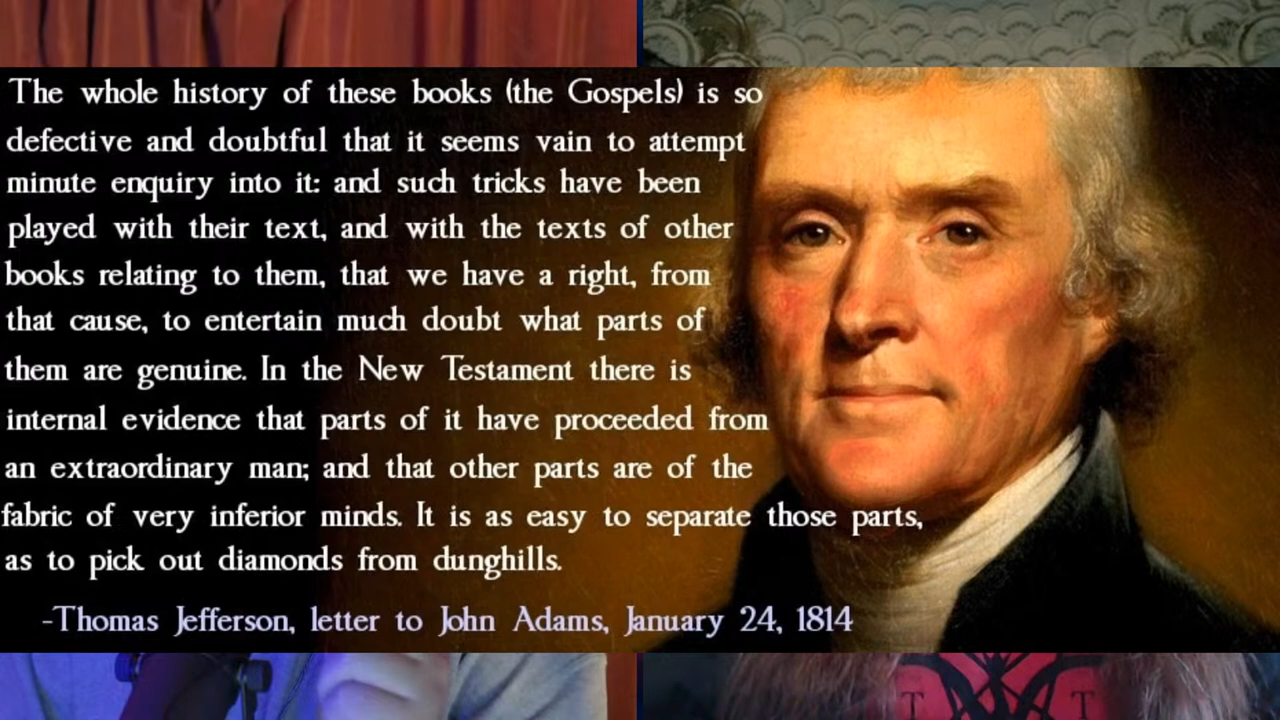 The whole history of these books (the Gospels) is so
defective and doubtful that it seems vain to attempt
minute enquiry into it: and such tricks have been
played with their text, and with the texts of other
books relating to them, that we have a right, from
that cause, to entertain much doubt what parts of
them are genuine. In the New Testament there is
internal evidence that parts of it have proceeded from
an extraordinary man; and that other parts are of the
fabric of very inferior minds. It is as easy to separate those parts,
as to pick out diamonds from dunghills.
-Thomas Jefferson, letter to John Adams, January 24, 1814
T T